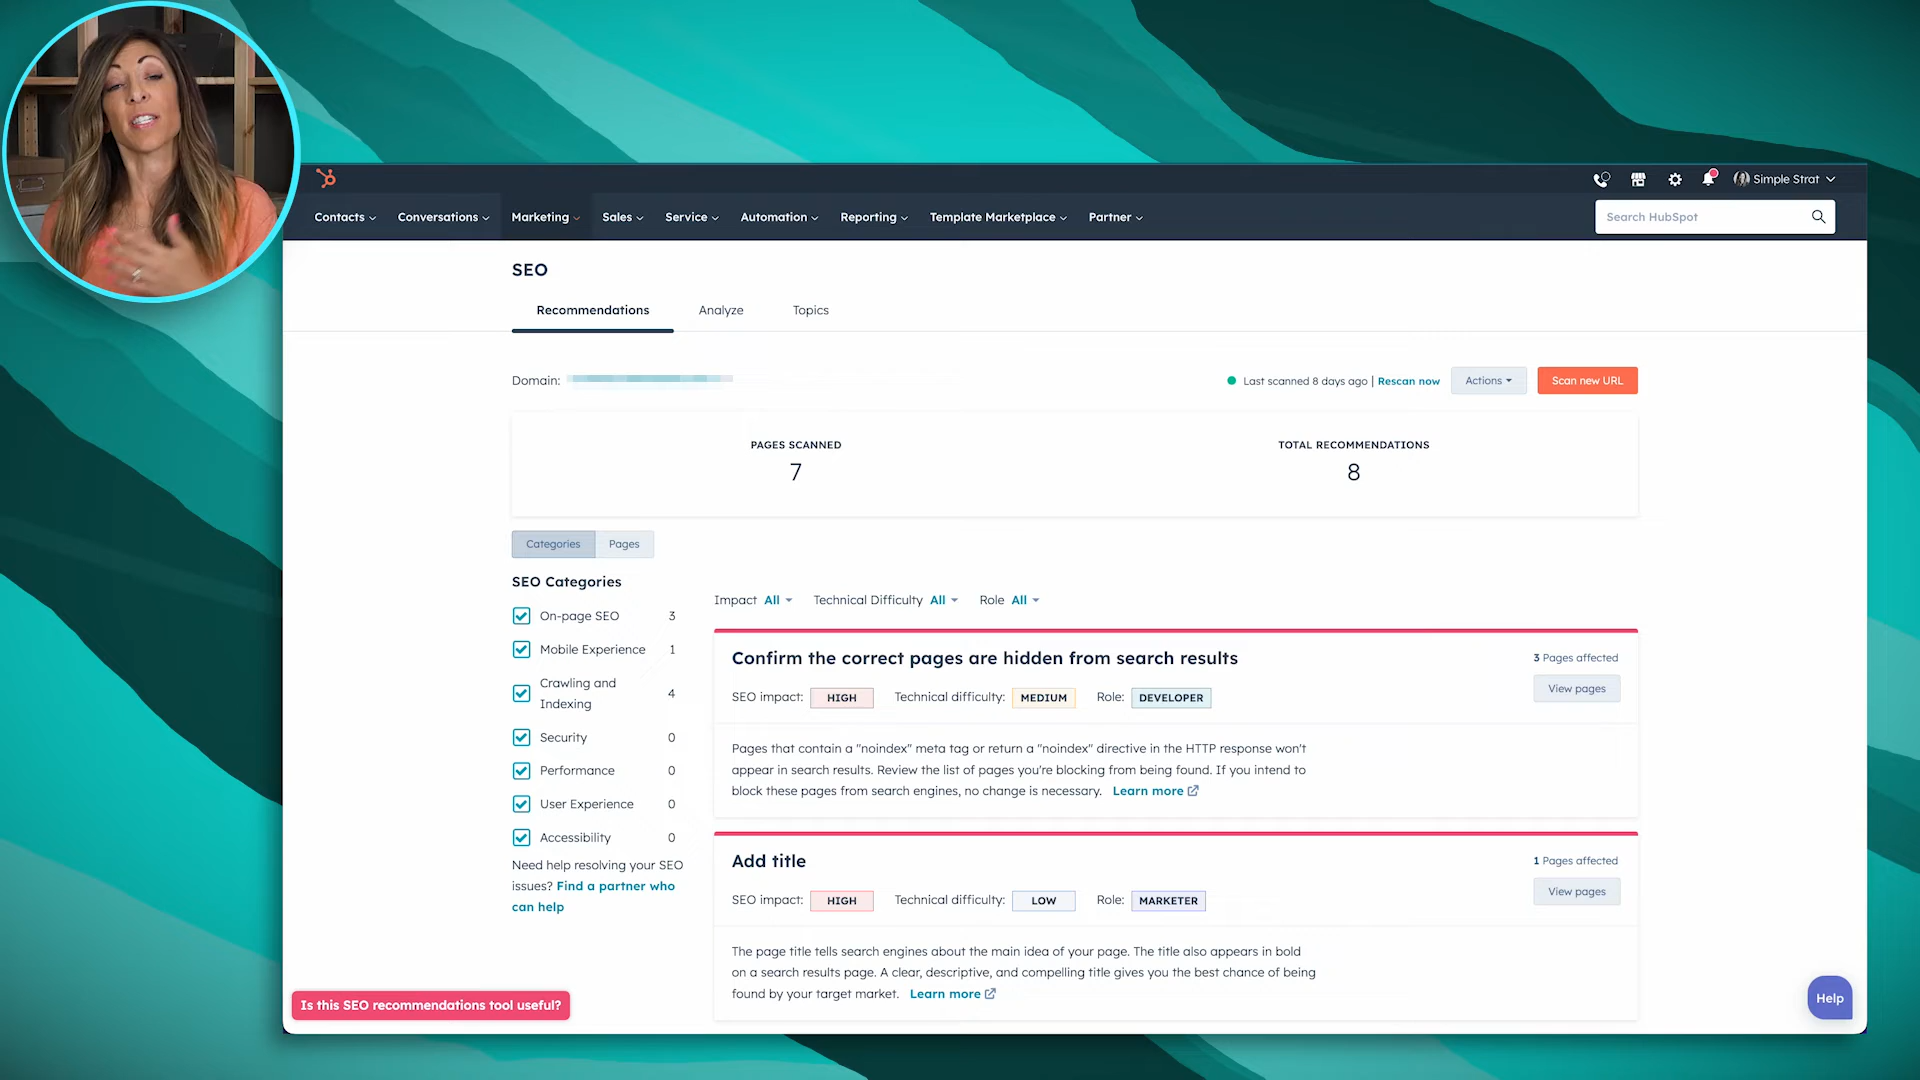 Simple Strat
Contacts
Conversations
Marketing
Sales
Service
Automation
Reporting
Template Marketplace
Partner
Search HubSpot
SEO
Recommendations
Analyze
Topics
Domain:
Last scanned 8 days ago | Rescan now
Actions
Scan new URL
PAGES SCANNED
7
TOTAL RECOMMENDATIONS
8
Categories
Pages
SEO Categories
On-page SEO 3
Mobile Experience 1
Crawling and
Indexing 4
Security 0
Performance 0
User Experience 0
Accessibility 0
Need help resolving your SEO
issues? Find a partner who
can help
Impact All Technical Difficulty All Role All
Confirm the correct pages are hidden from search results
3 Pages affected
SEO impact: HIGH Technical difficulty: MEDIUM Role: DEVELOPER
View pages
Pages that contain a "noindex" meta tag or return a "noindex" directive in the HTTP response won't
appear in search results. Review the list of pages you're blocking from being found. If you intend to
block these pages from search engines, no change is necessary. Learn more
Add title
1 Pages affected
SEO impact: HIGH Technical difficulty: LOW Role: MARKETER
View pages
The page title tells search engines about the main idea of your page. The title also appears in bold
on a search results page. A clear, descriptive, and compelling title gives you the best chance of being
found by your target market. Learn more
Is this SEO recommendations tool useful?
Help